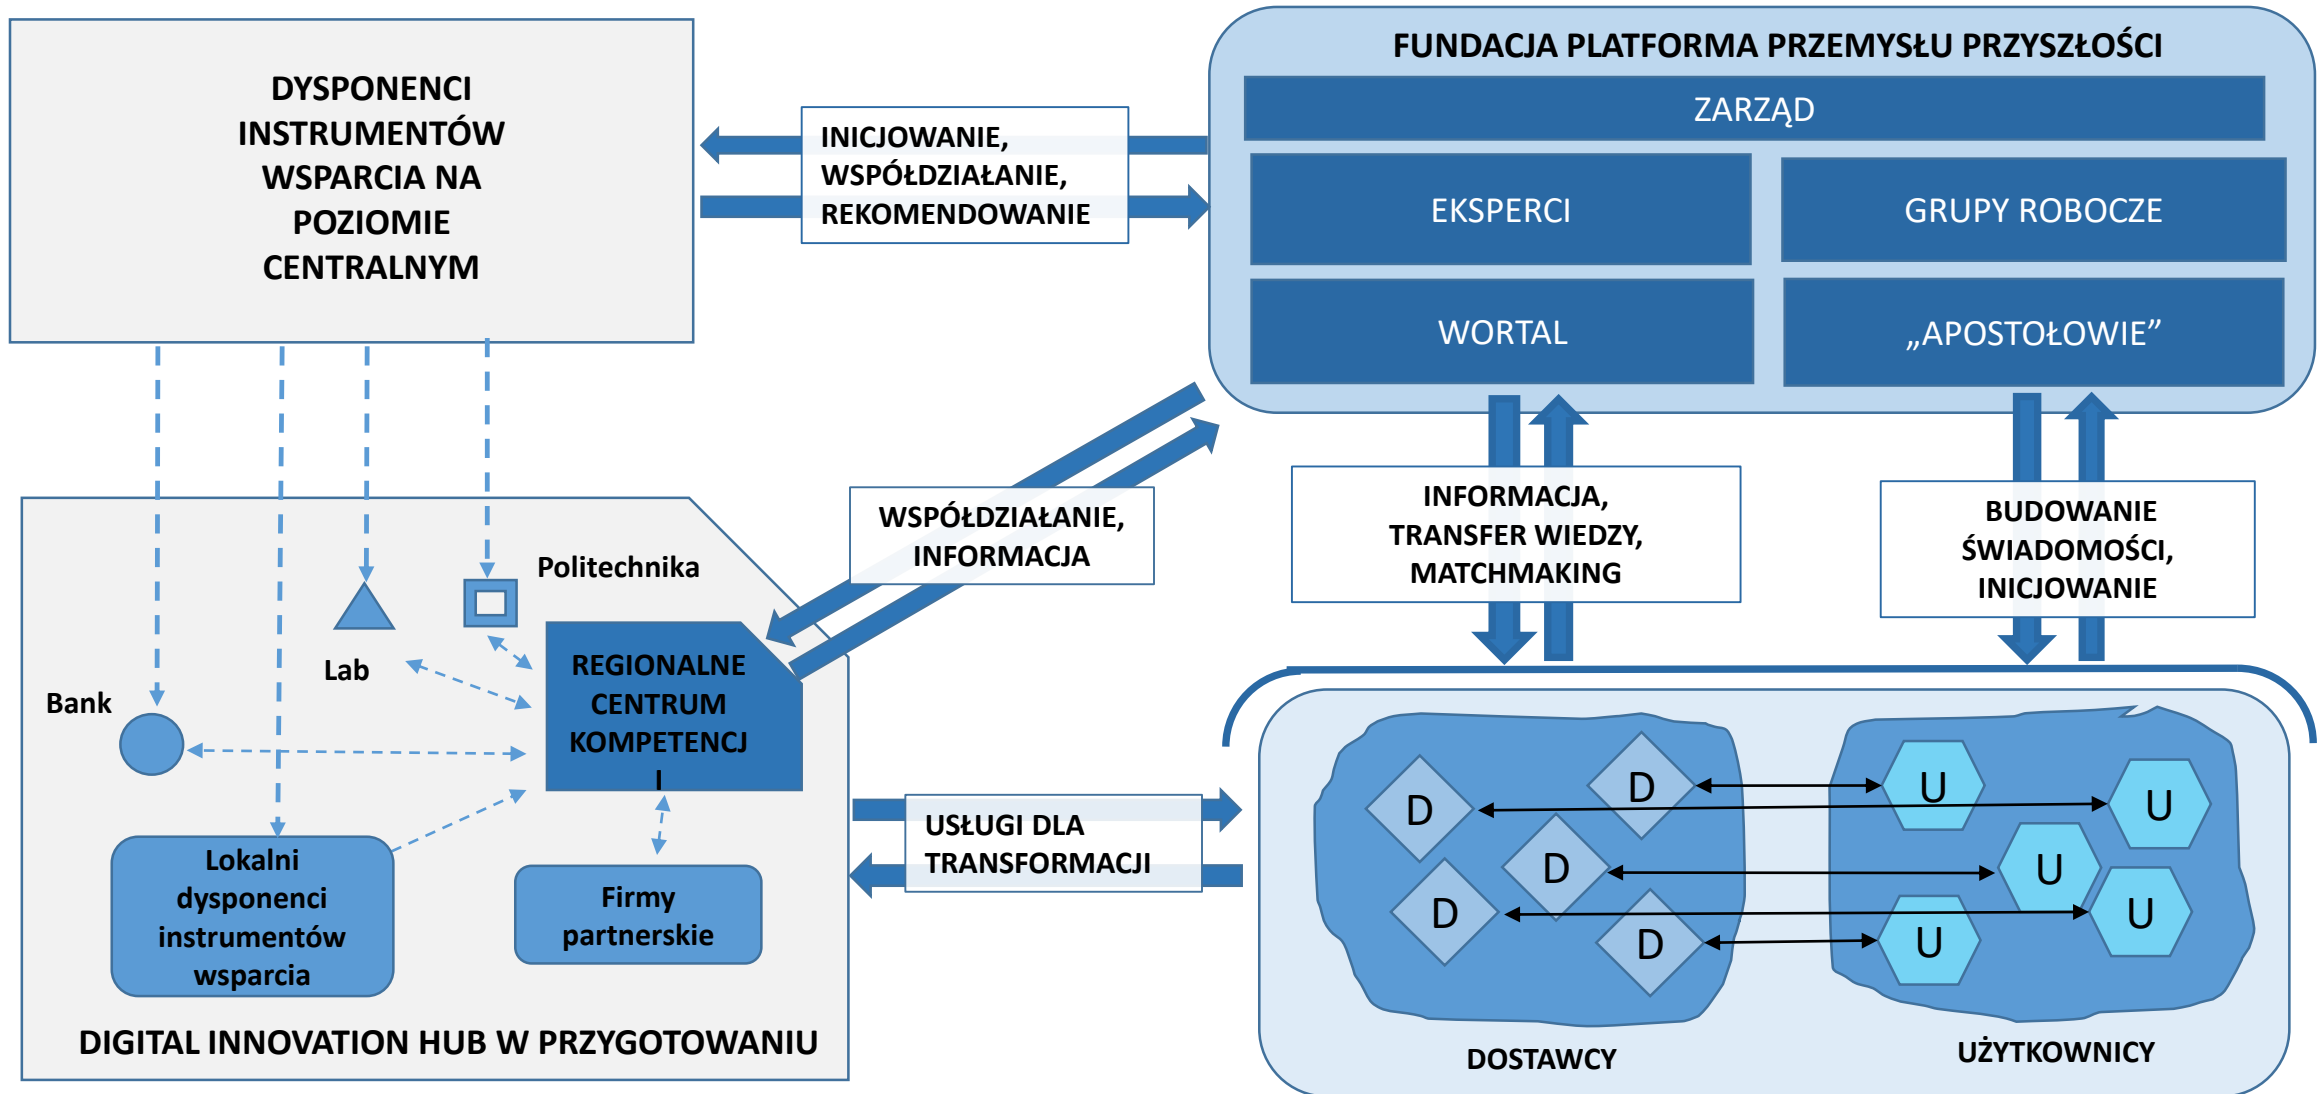 DYSPONENCI
INSTRUMENTÓW
WSPARCIA NA
POZIOMIE
CENTRALNYM
INICJOWANIE,
WSPÓŁDZIAŁANIE,
REKOMENDOWANIE
FUNDACJA PLATFORMA PRZEMYSŁU PRZYSZŁOŚCI
ZARZĄD
EKSPERCI
GRUPY ROBOCZE
WORTAL
„APOSTOŁOWIE”
WSPÓŁDZIAŁANIE,
INFORMACJA
INFORMACJA,
TRANSFER WIEDZY,
MATCHMAKING
BUDOWANIE
ŚWIADOMOŚCI,
INICJOWANIE
Politechnika
Lab
Bank
REGIONALNE
CENTRUM
KOMPETENCJ
I
Lokalni
dysponenci
instrumentów
wsparcia
Firmy
partnerskie
DIGITAL INNOVATION HUB W PRZYGOTOWANIU
USŁUGI DLA
TRANSFORMACJI
D
D
D
D
D
U
U
U
U
U
DOSTAWCY
UŻYTKOWNICY